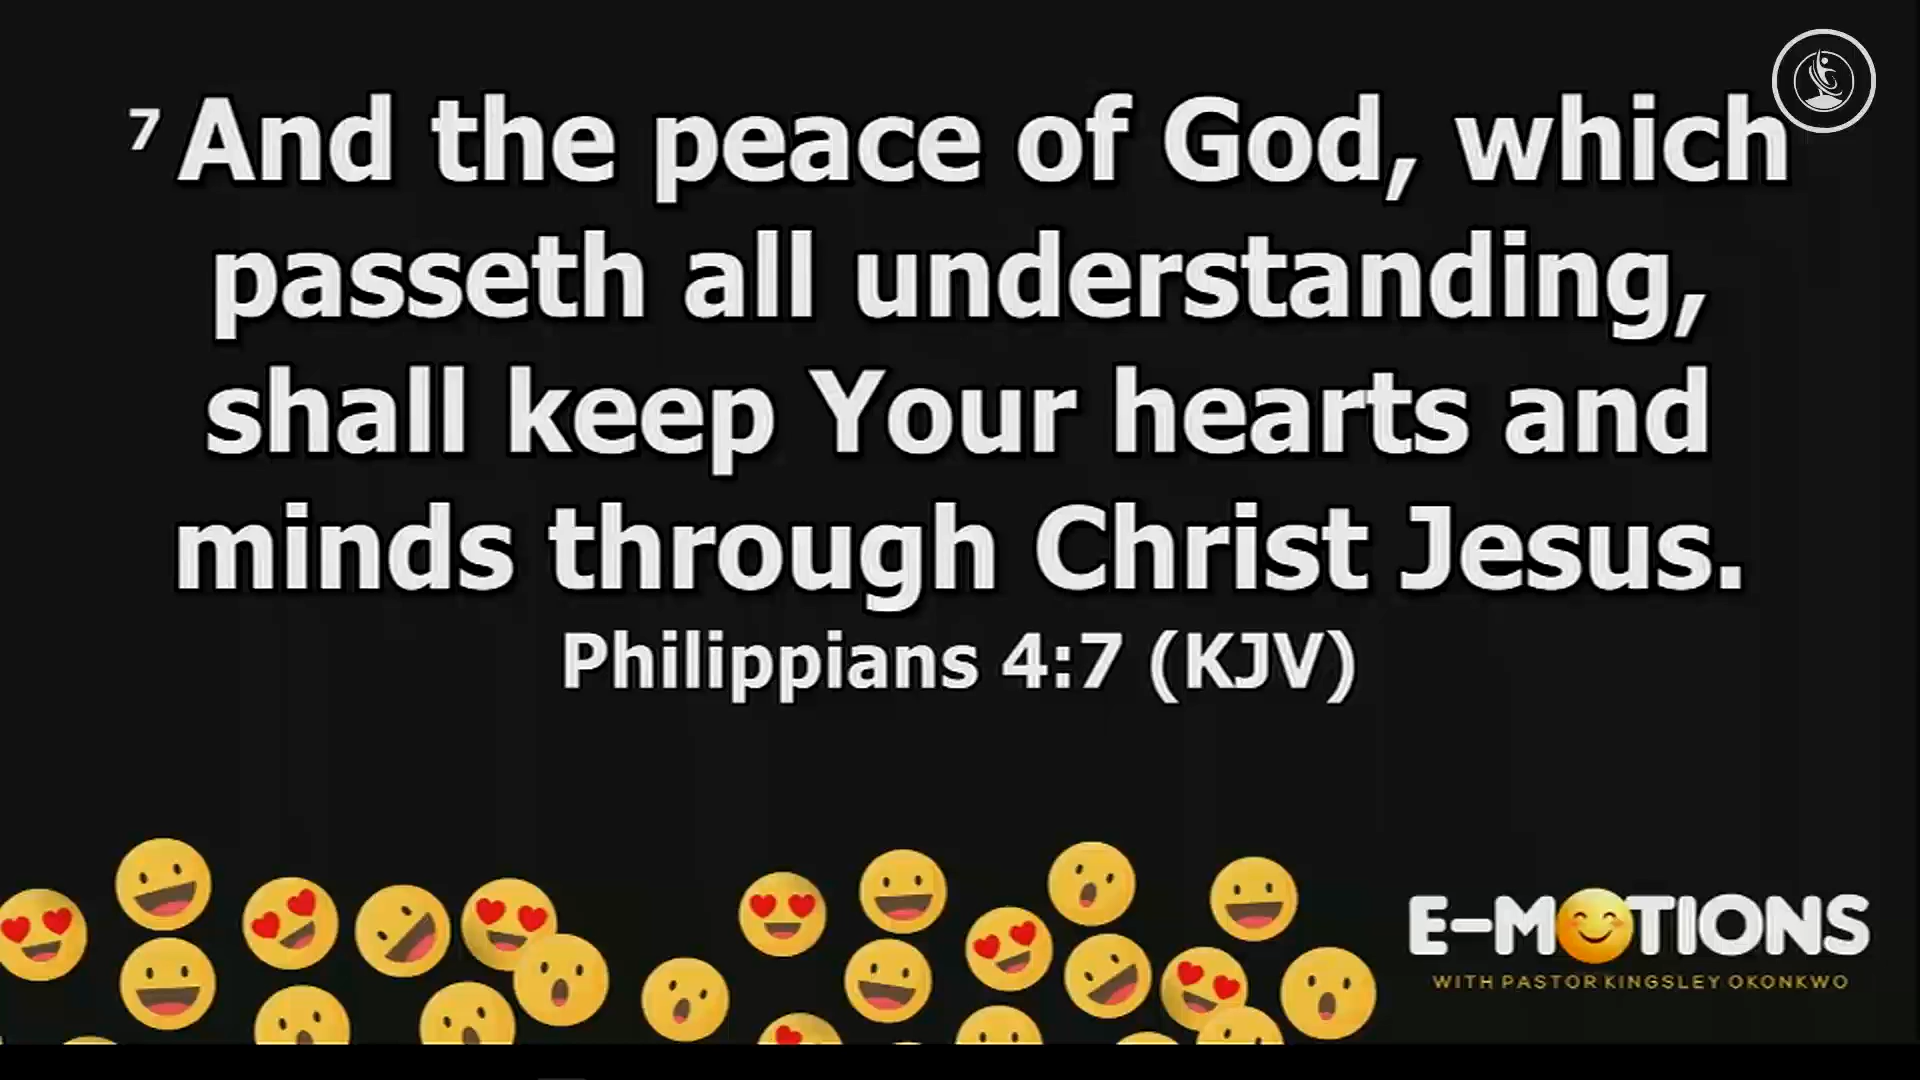 7 And the peace of God, which
passeth all understanding,
shall keep Your hearts and
minds through Christ Jesus.
Philippians 4:7 (KJV)
E-MOTIONS
WITH PASTOR KINGSLEY OKONKWO